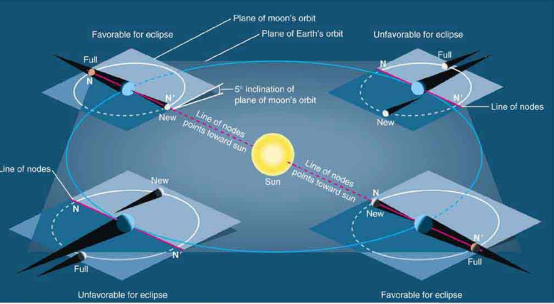 Plane of moon's orbit
Favorable for eclipse
Plane of Earth's orbit
Unfavorable for eclipse
Full
N
N'
New
5° inclination of
plane of moon's orbit
Full
N
N'
New
Line of nodes
Line of nodes
points toward sun
Sun
Line of nodes
points toward sun
Line of nodes
New
N
N'
Full
N
New
N'
Full
Unfavorable for eclipse
Favorable for eclipse